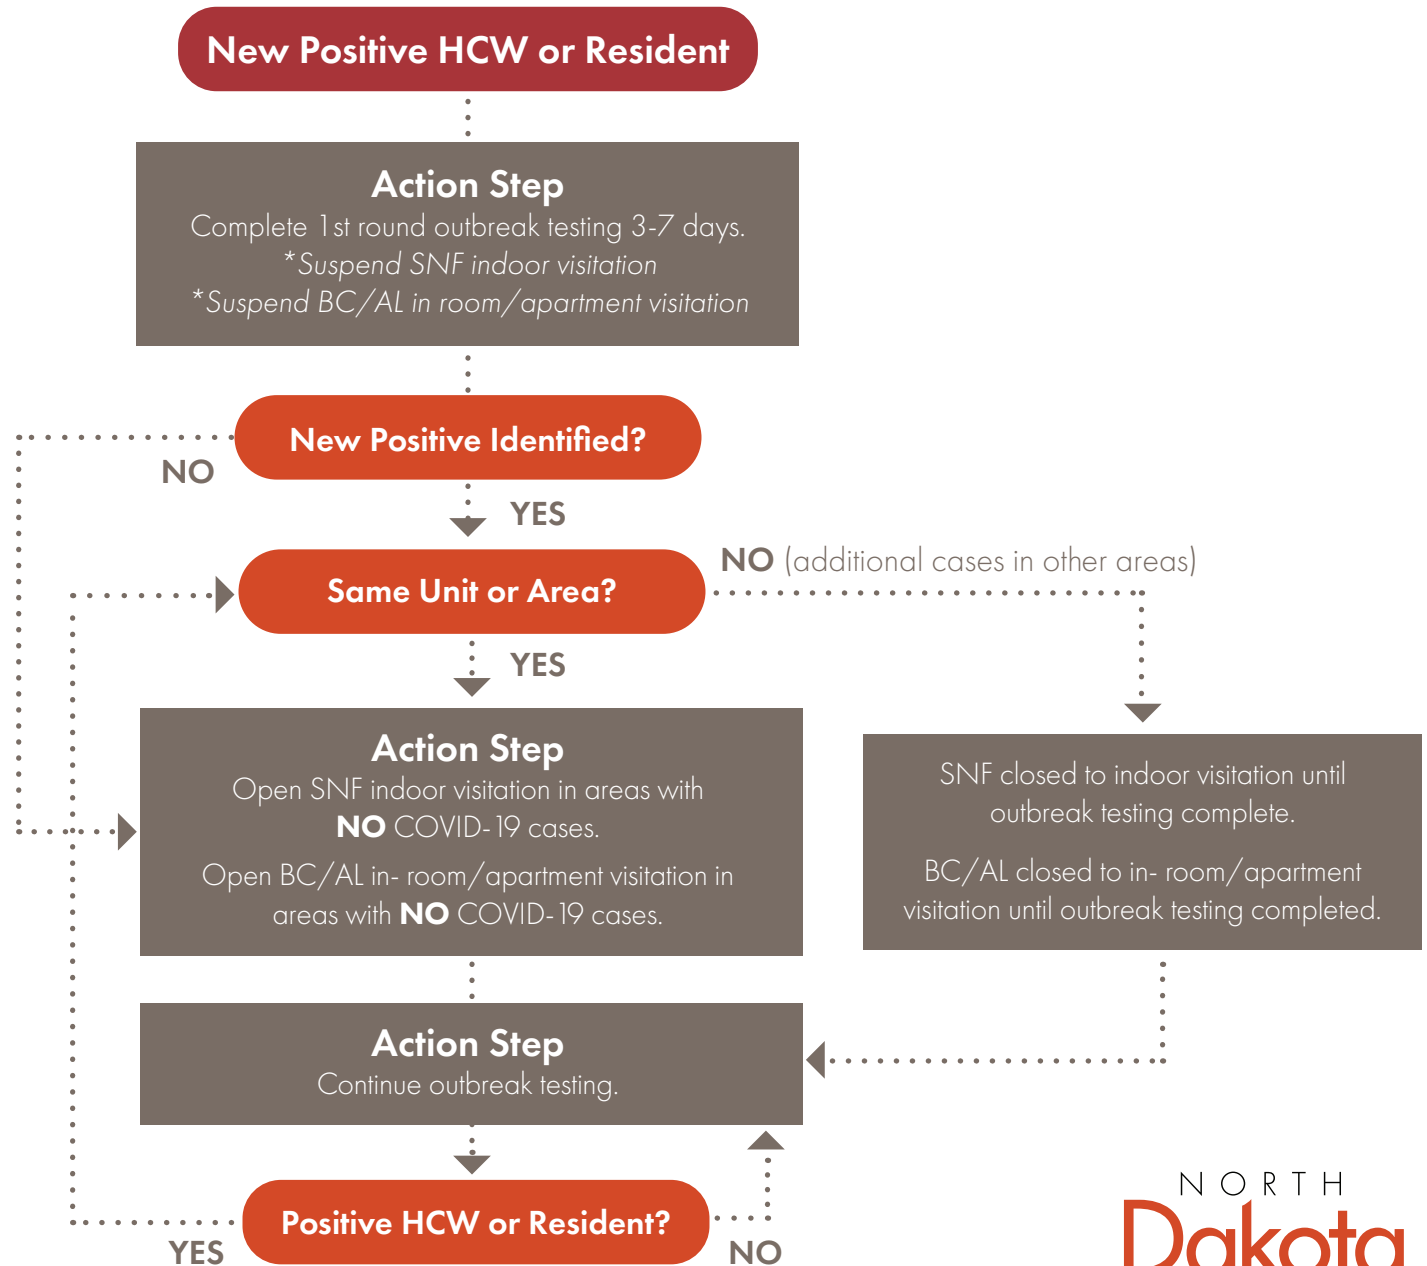 New Positive HCW or Resident
Action Step
Complete 1st round outbreak testing 3-7 days.
*Suspend SNF indoor visitation
*Suspend BC/AL in room/apartment visitation
New Positive Identified?
NO
YES
Same Unit or Area?
NO (additional cases in other areas)
YES
Action Step
Open SNF indoor visitation in areas with
NO COVID-19 cases.
Open BC/AL in- room/apartment visitation in
areas with NO COVID-19 cases.
SNF closed to indoor visitation until
outbreak testing complete.
BC/AL closed to in- room/apartment
visitation until outbreak testing completed.
Action Step
Continue outbreak testing.
Positive HCW or Resident?
YES
NO
NORTH
Dakota